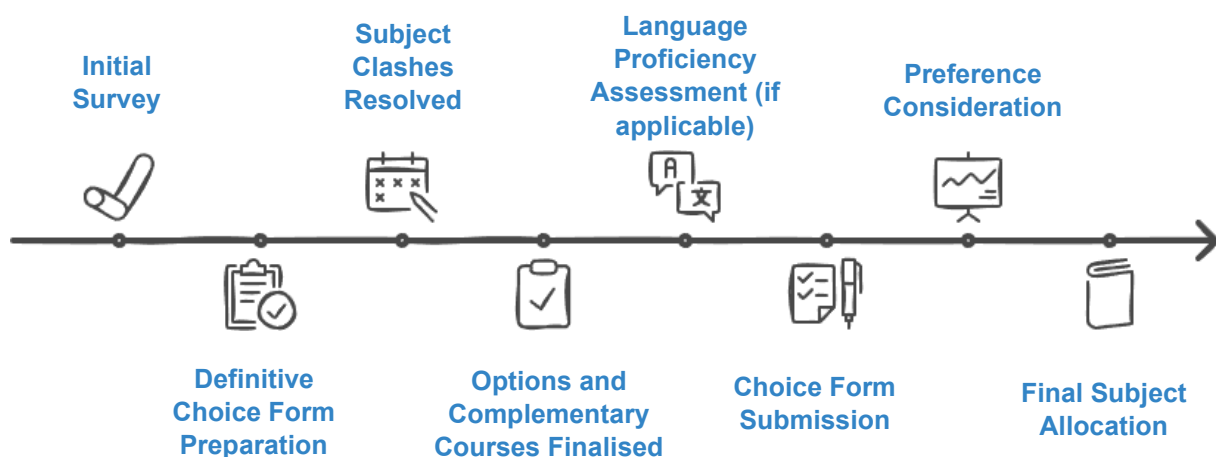 Initial
Survey
Definitive
Choice Form
Preparation
Subject
Clashes
Resolved
Options and
Complementary
Courses Finalised
Language
Proficiency
Assessment (if
applicable)
A
文
Choice Form
Submission
Preference
Consideration
Final Subject
Allocation